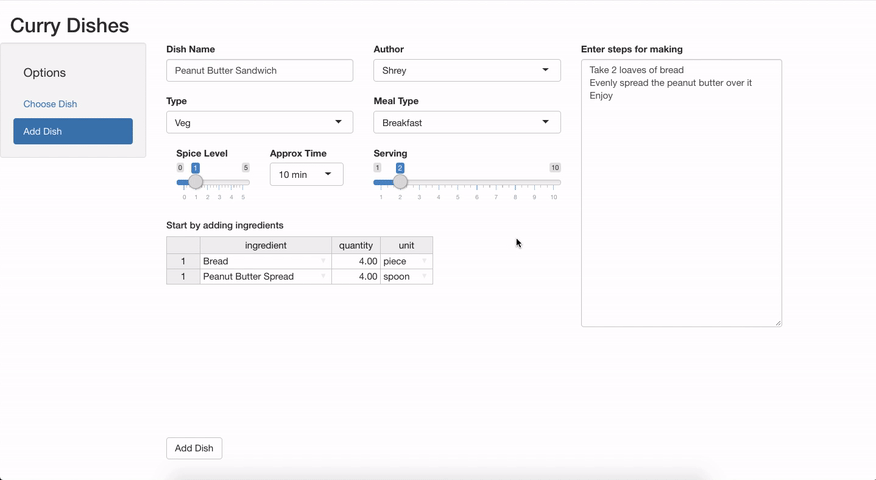 Curry Dishes
Options
Choose Dish
Add Dish
Dish Name
Peanut Butter Sandwich
Author
Shrey
Type
Veg
Meal Type
Breakfast
Spice Level
0 1 5
0 1 2 3 4 5
Approx Time
10 min
Serving
1 2 10
1 2 3 4 5 6 7 8 9 10
Start by adding ingredients
ingredient quantity unit
1 Bread 4.00 piece
1 Peanut Butter Spread 4.00 spoon
Add Dish
Enter steps for making
Take 2 loaves of bread
Evenly spread the peanut butter over it
Enjoy